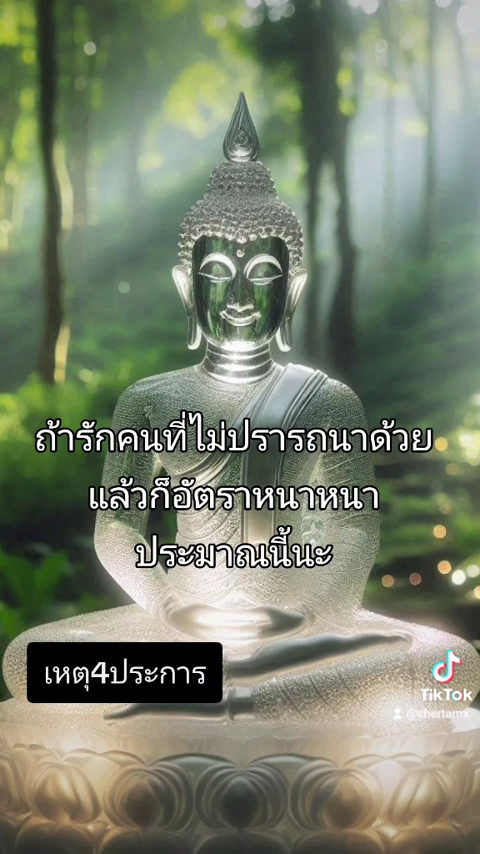 ถ้ารักคนที่ไม่ปรารถนาด้วย
แล้วก็อัตราหนาหนา
ประมาณนี้นะ
เหตุ4ประการ
TikTok
@shertamx